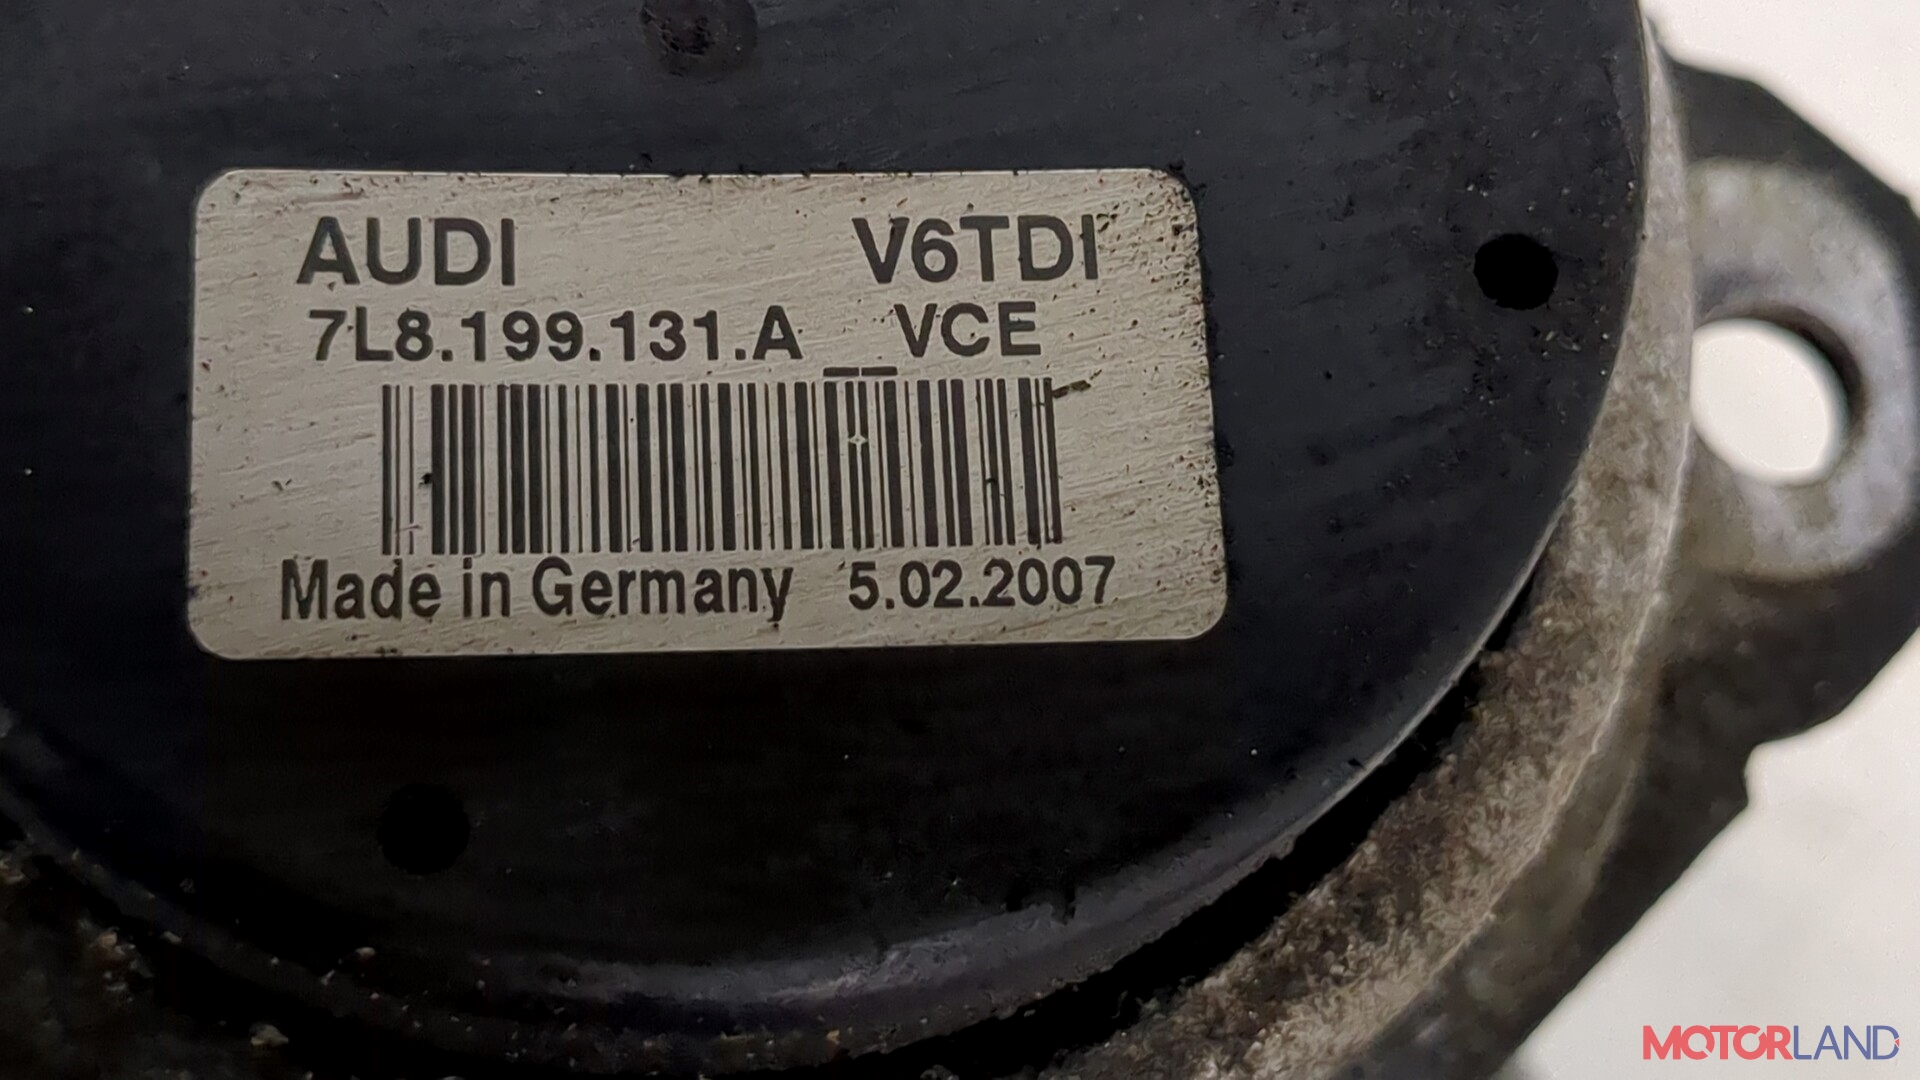 AUDI V6TDI
7L8.199.131.A VCE
Made in Germany 5.02.2007
MOTORLAND